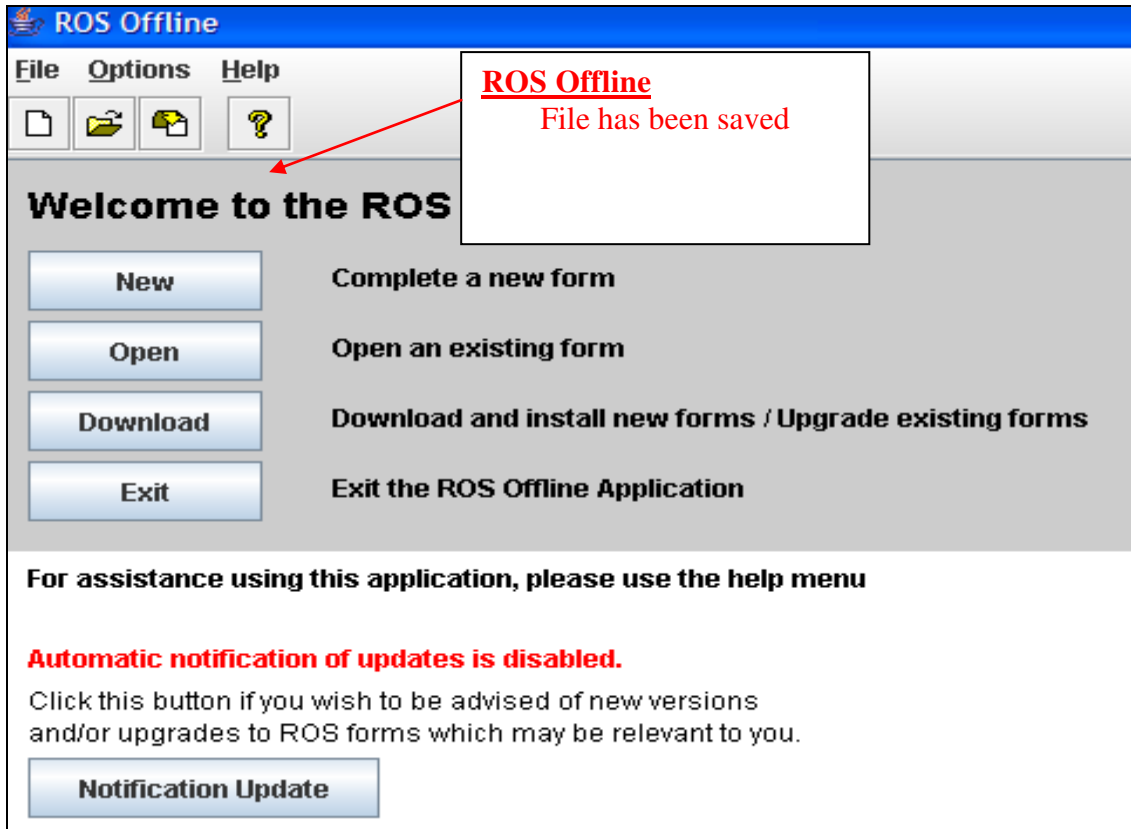 ROS Offline
File Options Help
ROS Offline
File has been saved
Welcome to the ROS
New Complete a new form
Open Open an existing form
Download Download and install new forms / Upgrade existing forms
Exit Exit the ROS Offline Application
For assistance using this application, please use the help menu
Automatic notification of updates is disabled.
Click this button if you wish to be advised of new versions
and/or upgrades to ROS forms which may be relevant to you.
Notification Update